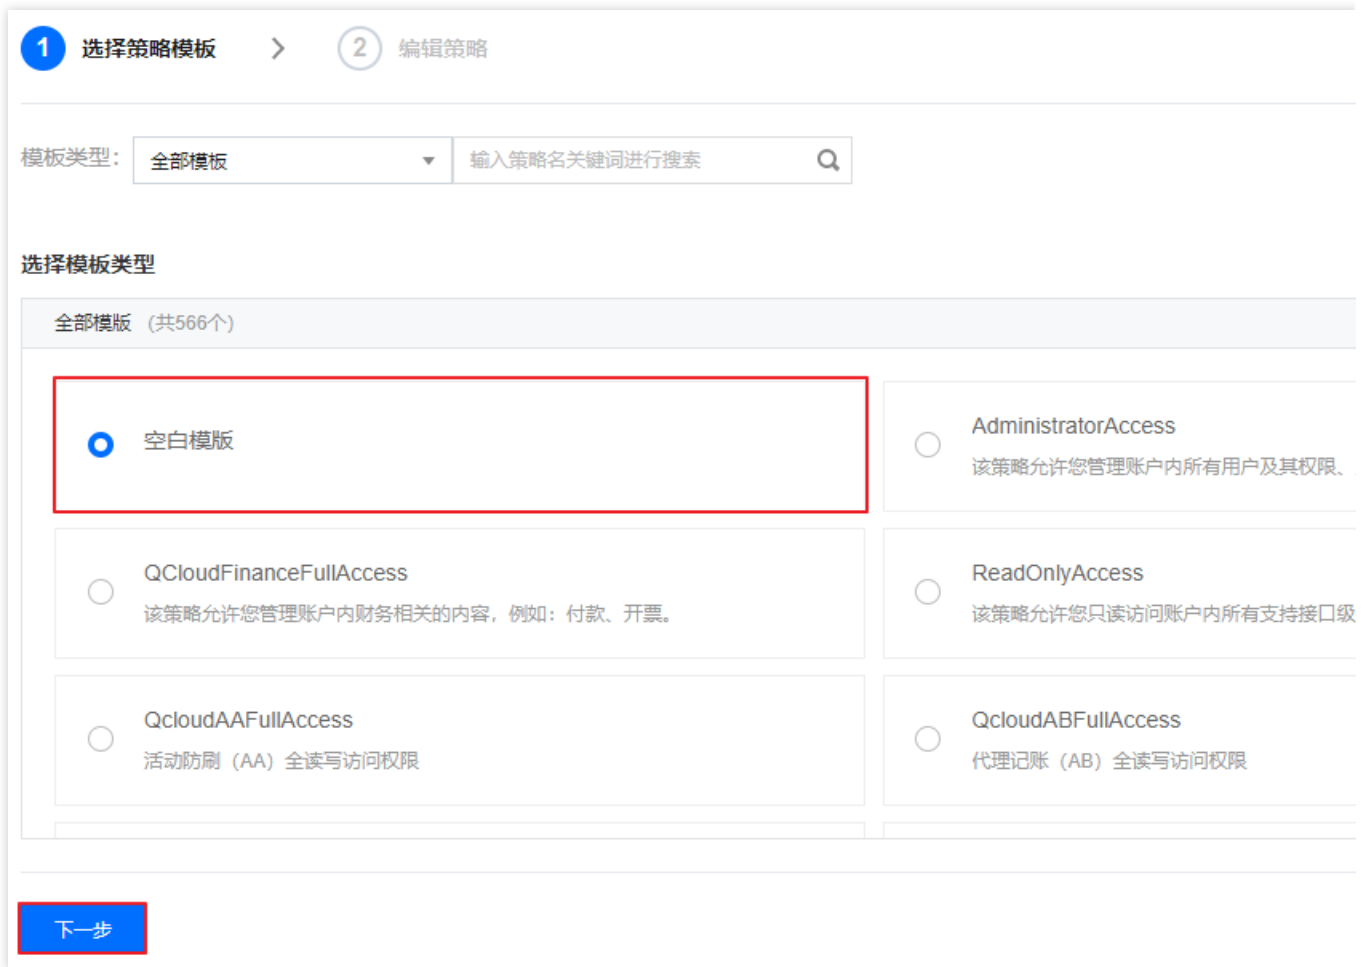 1 选择策略模板 > 2 编辑策略
模板类型： 全部模板 输入策略名关键词进行搜索
选择模板类型
全部模版 (共566个)
空白模版
AdministratorAccess
该策略允许您管理账户内所有用户及其权限、
QCloudFinanceFullAccess
该策略允许您管理账户内财务相关的内容，例如：付款、开票。
ReadOnlyAccess
该策略允许您只读访问账户内所有支持接口级
QcloudAAFullAccess
活动防刷（AA）全读写访问权限
QcloudABFullAccess
代理记账（AB）全读写访问权限
下一步